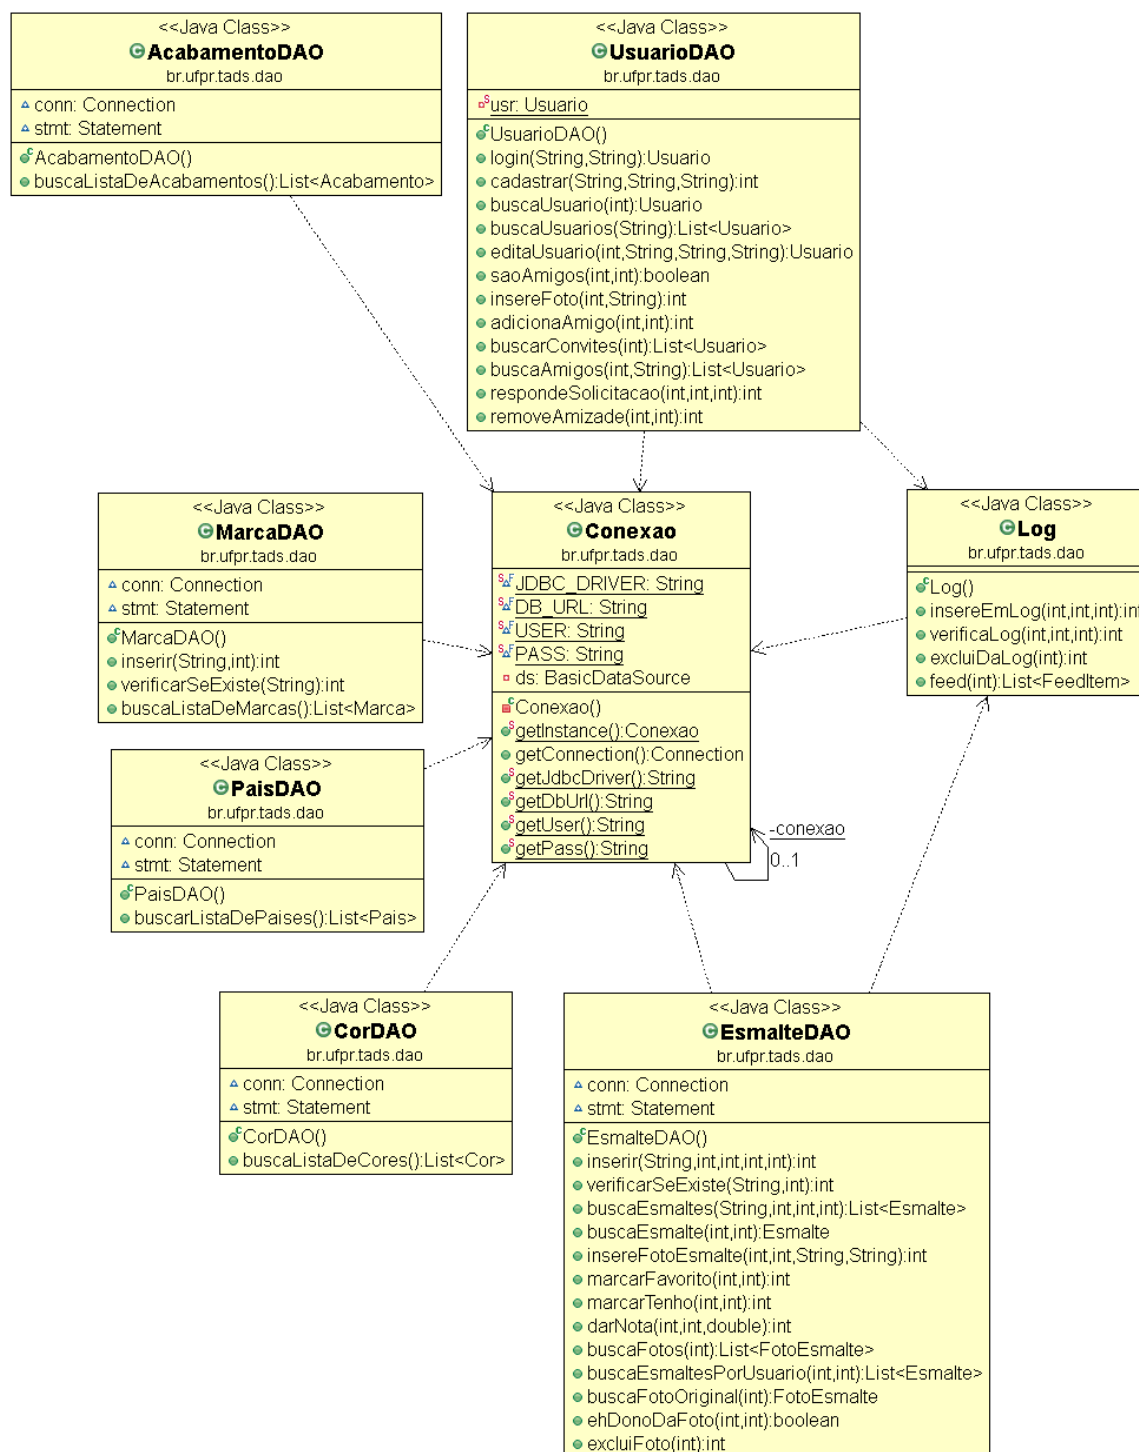 <<Java Class>>
AcabamentoDAO
br.ufpr.tads.dao
conn: Connection
stmt: Statement
AcabamentoDAO()
buscaListaDeAcabamentos():List<Acabamento>
<<Java Class>>
UsuarioDAO
br.ufpr.tads.dao
usr: Usuario
UsuarioDAO()
login(String,String):Usuario
cadastrar(String,String,String):int
buscaUsuario(int):Usuario
buscaUsuarios(String):List<Usuario>
editaUsuario(int,String,String,String):Usuario
saoAmigos(int,int):boolean
insereFoto(int,String):int
adicionaAmigo(int,int):int
buscarConvites(int):List<Usuario>
buscaAmigos(int,String):List<Usuario>
respondeSolicitacao(int,int,int):int
removeAmizade(int,int):int
<<Java Class>>
MarcaDAO
br.ufpr.tads.dao
conn: Connection
stmt: Statement
MarcaDAO()
inserir(String,int):int
verificarSeExiste(String):int
buscaListaDeMarcas():List<Marca>
<<Java Class>>
Conexao
br.ufpr.tads.dao
JDBC_DRIVER: String
DB_URL: String
USER: String
PASS: String
ds: BasicDataSource
Conexao()
getInstance():Conexao
getConnection():Connection
getJdbcDriver():String
getDbUrl():String
getUser():String
getPass():String
-conexao
0..1
<<Java Class>>
Log
br.ufpr.tads.dao
Log()
insereEmLog(int,int,int):int
verificaLog(int,int,int):int
excluiDaLog(int):int
feed(int):List<FeedItem>
<<Java Class>>
PaisDAO
br.ufpr.tads.dao
conn: Connection
stmt: Statement
PaisDAO()
buscarListaDePaises():List<Pais>
<<Java Class>>
CorDAO
br.ufpr.tads.dao
conn: Connection
stmt: Statement
CorDAO()
buscaListaDeCores():List<Cor>
<<Java Class>>
EsmalteDAO
br.ufpr.tads.dao
conn: Connection
stmt: Statement
EsmalteDAO()
inserir(String,int,int,int,int):int
verificarSeExiste(String,int):int
buscaEsmaltes(String,int,int,int):List<Esmalte>
buscaEsmalte(int,int):Esmalte
insereFotoEsmalte(int,int,String,String):int
marcarFavorito(int,int):int
marcarTenho(int,int):int
darNota(int,int,double):int
buscaFotos(int):List<FotoEsmalte>
buscaEsmaltesPorUsuario(int,int):List<Esmalte>
buscaFotoOriginal(int):FotoEsmalte
ehDonoDaFoto(int,int):boolean
excluiFoto(int):int